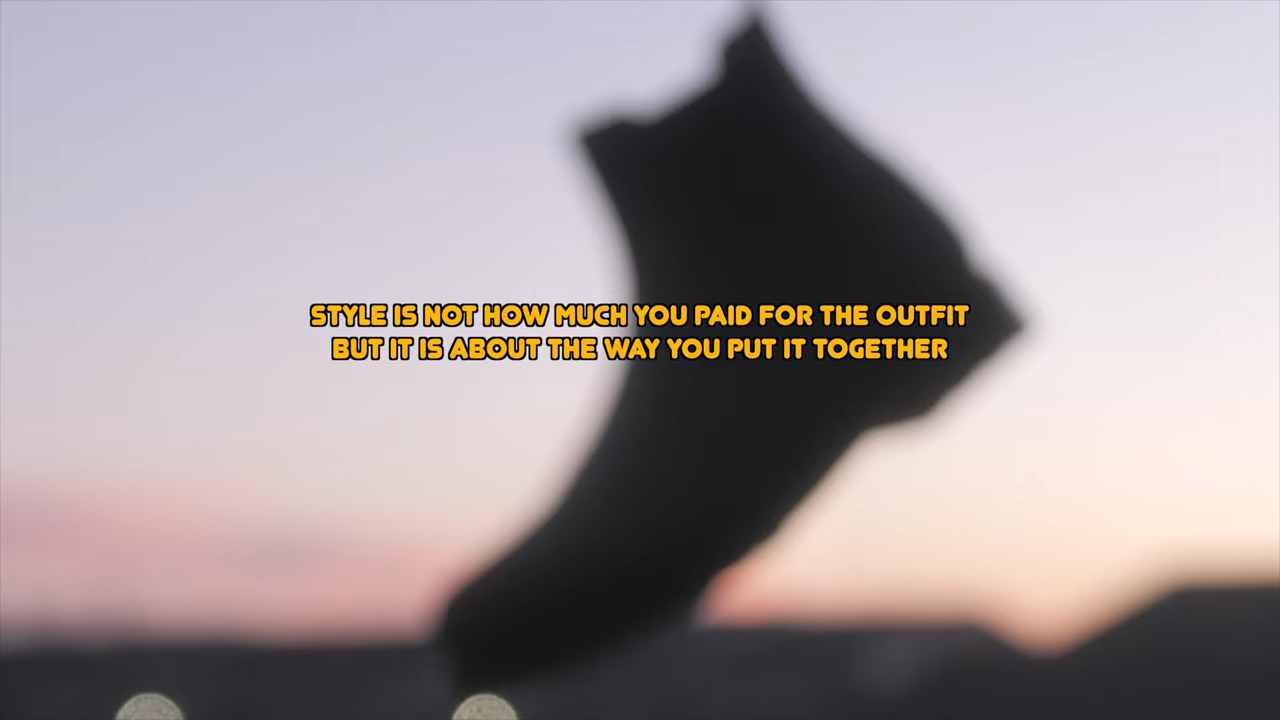 STYLE IS NOT HOW MUCH YOU PAID FOR THE OUTFIT
BUT IT IS ABOUT THE WAY YOU PUT IT TOGETHER